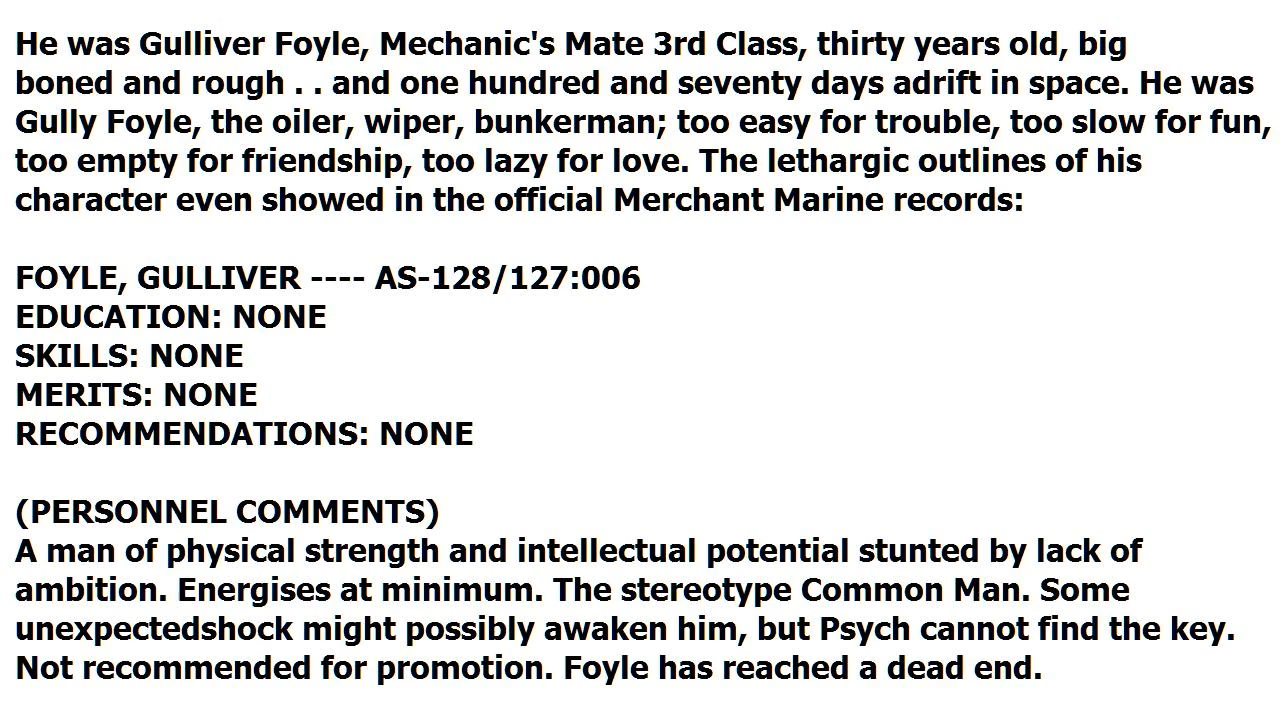 He was Gulliver Foyle, Mechanic's Mate 3rd Class, thirty years old, big
boned and rough . . and one hundred and seventy days adrift in space. He was
Gully Foyle, the oiler, wiper, bunkerman; too easy for trouble, too slow for fun,
too empty for friendship, too lazy for love. The lethargic outlines of his
character even showed in the official Merchant Marine records:

FOYLE, GULLIVER ---- AS-128/127:006
EDUCATION: NONE
SKILLS: NONE
MERITS: NONE
RECOMMENDATIONS: NONE

(PERSONNEL COMMENTS)
A man of physical strength and intellectual potential stunted by lack of
ambition. Energises at minimum. The stereotype Common Man. Some
unexpectedshock might possibly awaken him, but Psych cannot find the key.
Not recommended for promotion. Foyle has reached a dead end.